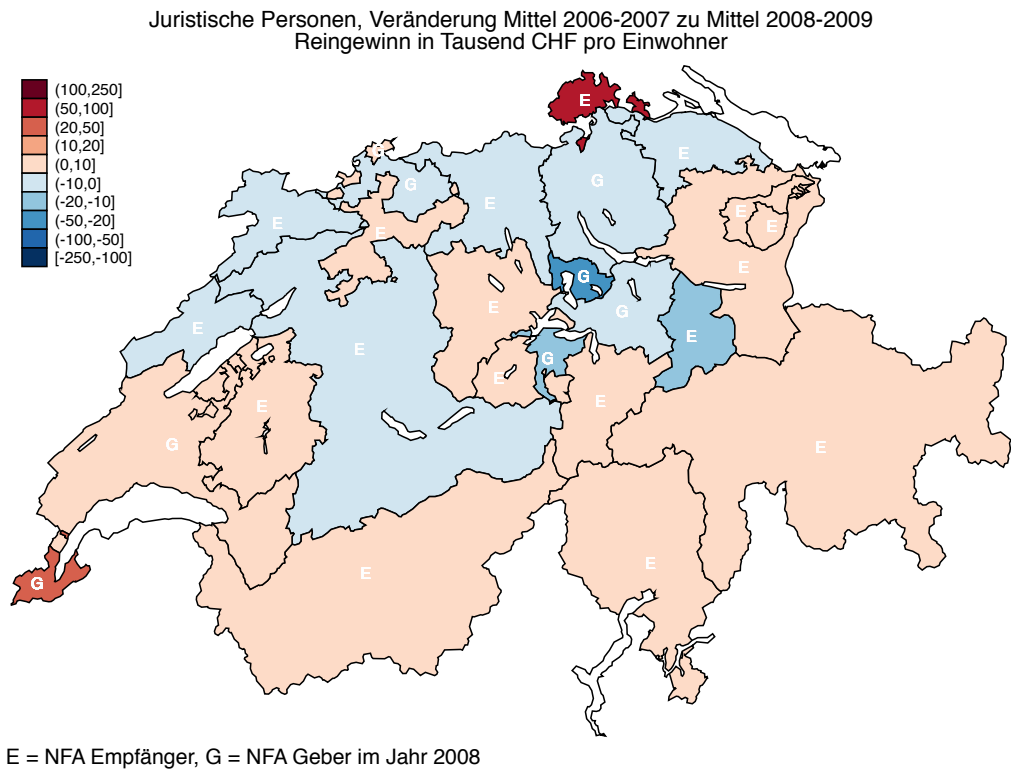 Juristische Personen, Veränderung Mittel 2006-2007 zu Mittel 2008-2009
Reingewinn in Tausend CHF pro Einwohner
(100,250]
(50,100]
(20,50]
(10,20]
(0,10]
(-10,0]
(-20,-10]
(-50,-20]
(-100,-50]
[-250,-100]
E
E
G
G
E
E
E
E
E
E
G
E
E
G
E
E
E
G
E
E
E
G
E
E
E
G
E = NFA Empfänger, G = NFA Geber im Jahr 2008